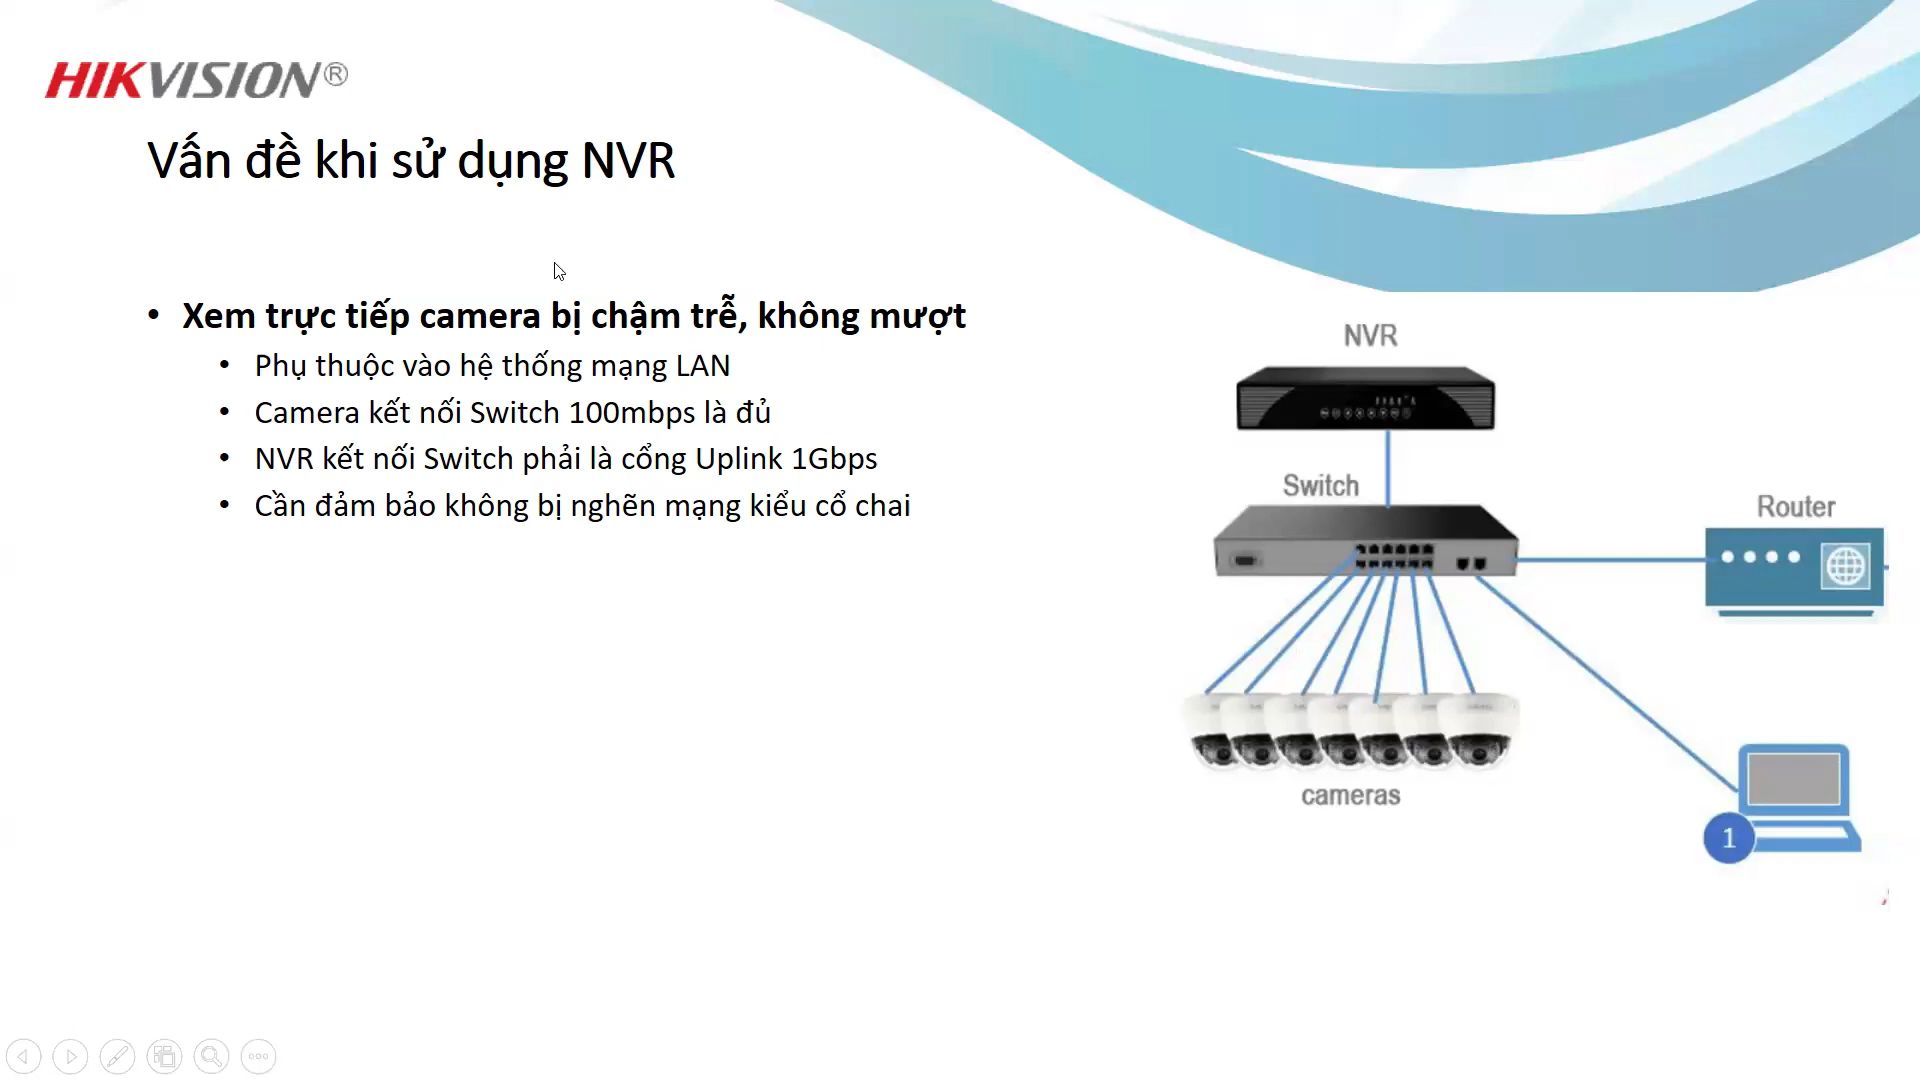 HIKVISION®
Vấn đề khi sử dụng NVR
• Xem trực tiếp camera bị chậm trễ, không mượt
• Phụ thuộc vào hệ thống mạng LAN
• Camera kết nối Switch 100mbps là đủ
• NVR kết nối Switch phải là cổng Uplink 1Gbps
• Cần đảm bảo không bị nghẽn mạng kiểu cổ chai
NVR
Switch
Router
cameras
1